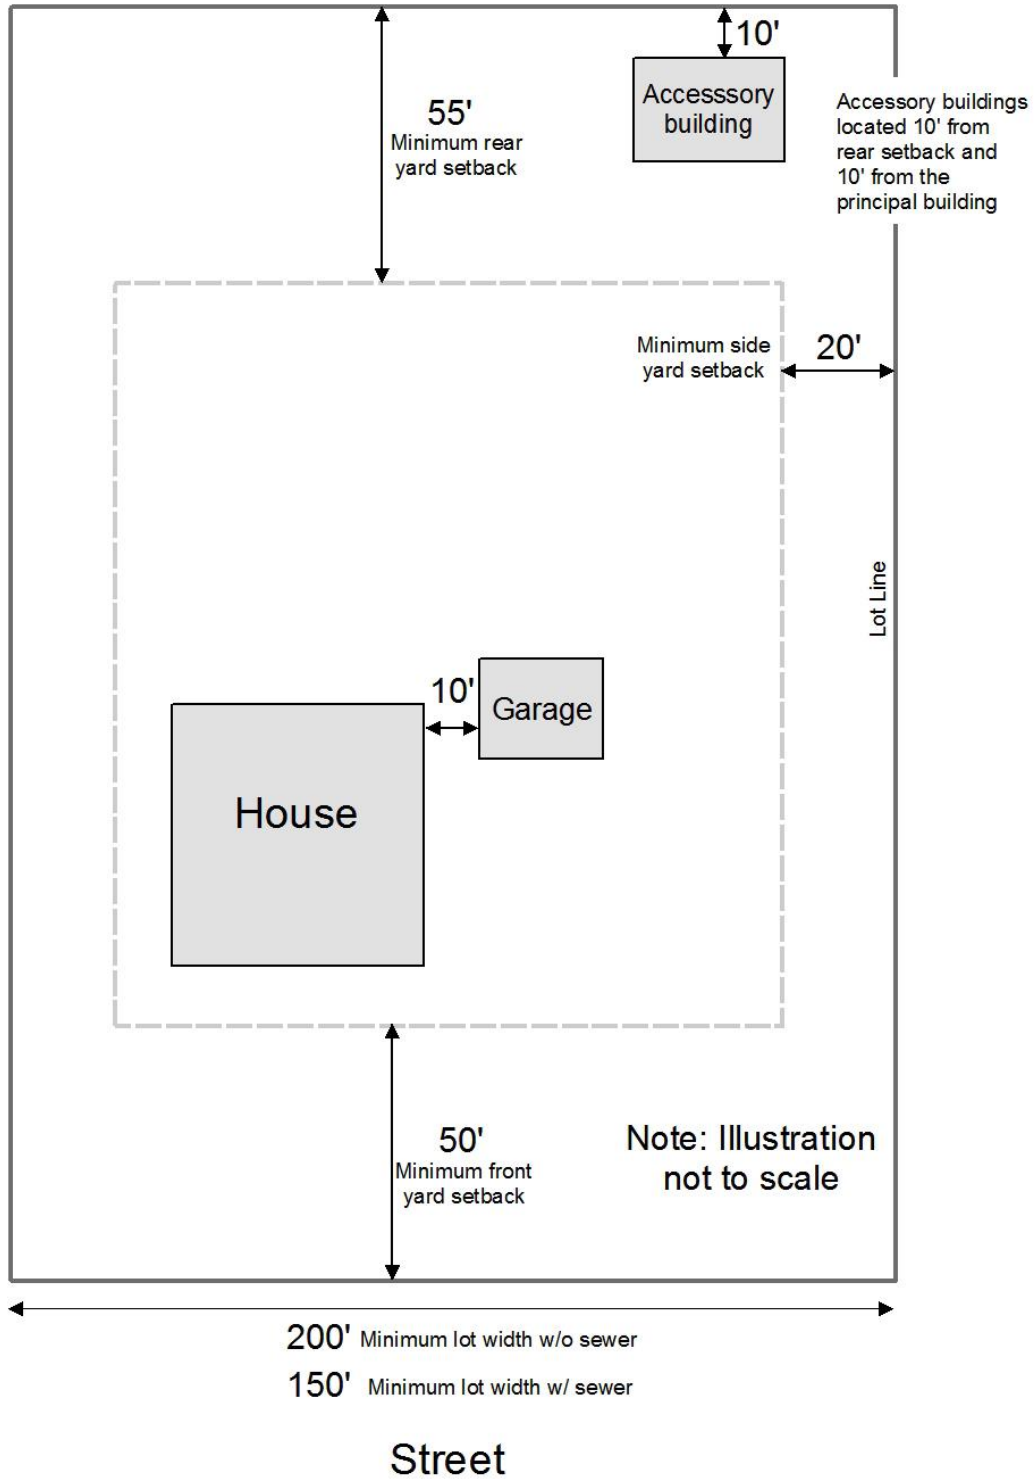 10'
Accesssory
building
55'
Minimum rear
yard setback
Accessory buildings
located 10' from
rear setback and
10' from the
principal building
Minimum side
yard setback
20'
Lot Line
10'
Garage
House
50'
Minimum front
yard setback
Note: Illustration
not to scale
200' Minimum lot width w/o sewer
150' Minimum lot width w/ sewer
Street